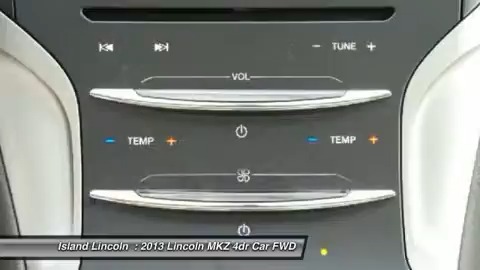 − TUNE +
VOL
− TEMP + − TEMP +
Island Lincoln : 2013 Lincoln MKZ 4dr Car FWD